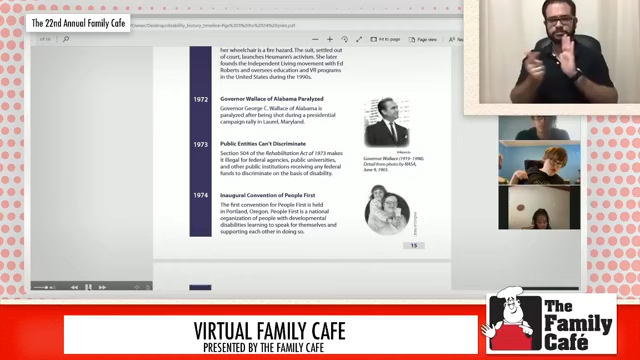 The 22nad Annual Family Cafe
Fit to page
Page view
her wheelchair is a fire hazard. The suit, settled out
of court, launches Heumann's activism. She later
founds the Independent Living movement with Ed
Roberts and oversees education and VR programs
in the United States during the 1990s.
1972
Governor Wallace of Alabama Paralyzed
Governor George C. Wallace of Alabama is
paralyzed after being shot during a presidential
campaign rally in Laurel, Maryland.
1973
Public Entities Can't Discriminate
Section 504 of the Rehabilitation Act of 1973 makes
it illegal for federal agencies, public universities,
and other public institutions receiving any federal
funds to discriminate on the basis of disability.
Governor Wallace (1919–1998).
Detail from photo by NASA,
June 9, 1965.
1974
Inaugural Convention of People First
The first convention for People First is held
in Portland, Oregon. People First is a national
organization of people with developmental
disabilities learning to speak for themselves and
supporting each other in doing so.
15
VIRTUAL FAMILY CAFE
PRESENTED BY THE FAMILY CAFE
The
Family
Café